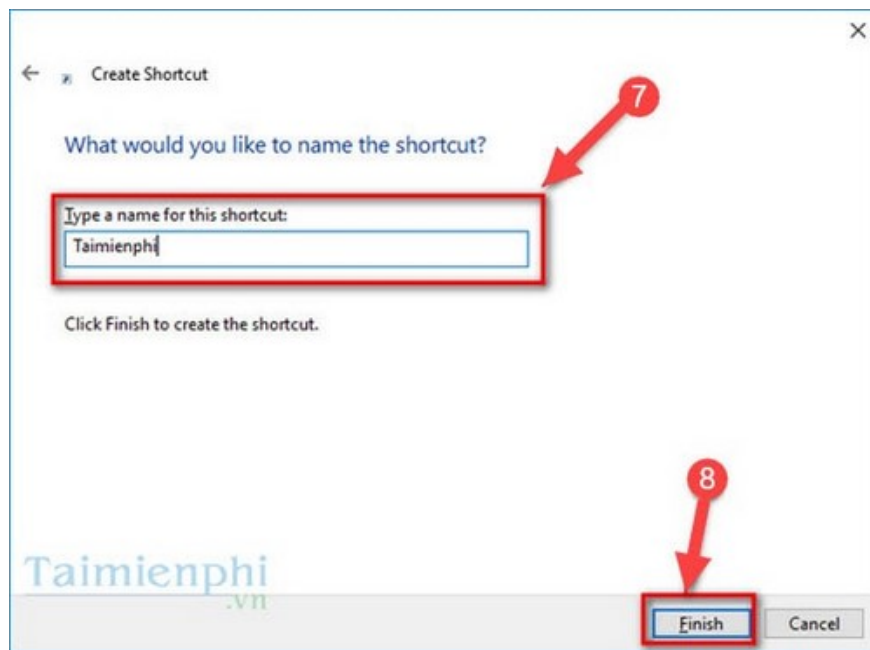 Create Shortcut
7
What would you like to name the shortcut?
Type a name for this shortcut:
Taimienphi
Click Finish to create the shortcut.
8
Taimienphi
.vn
Finish Cancel